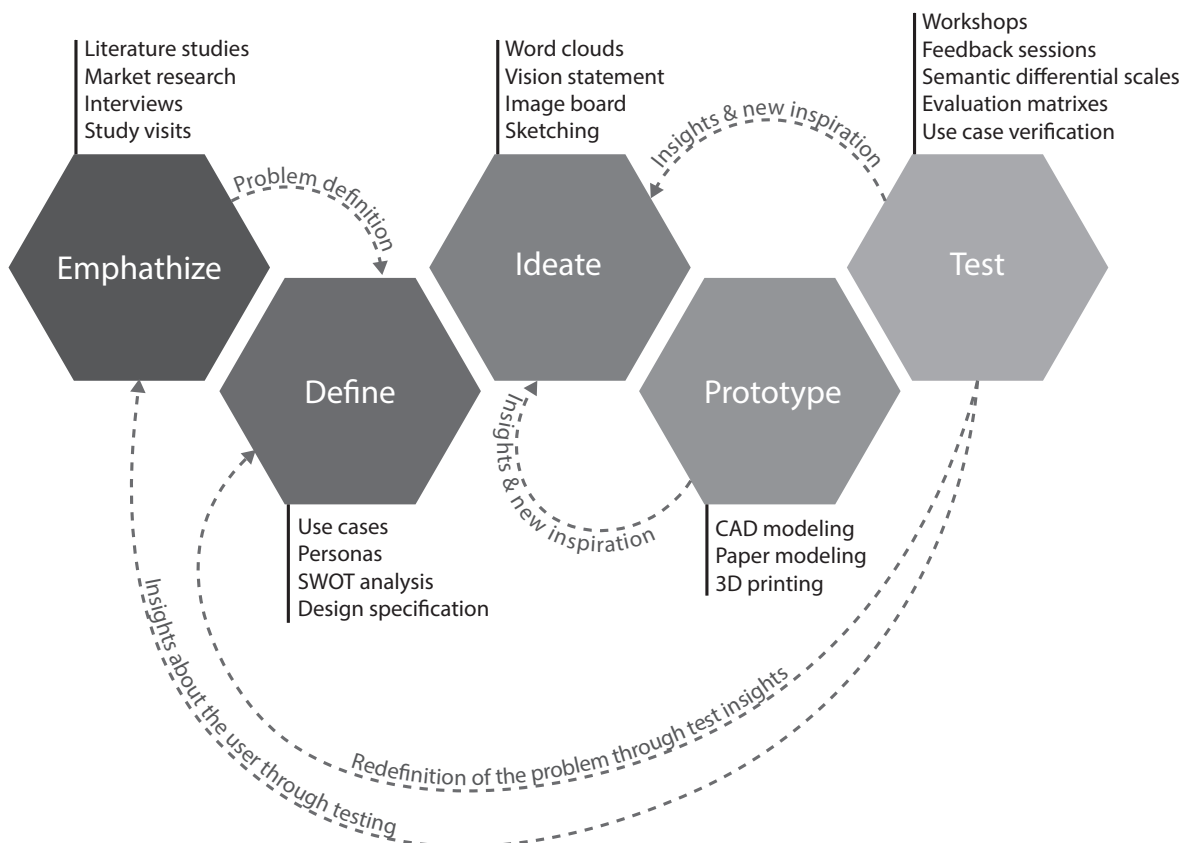 Literature studies
Market research
Interviews
Study visits
Word clouds
Vision statement
Image board
Sketching
Workshops
Feedback sessions
Semantic differential scales
Evaluation matrixes
Use case verification
Problem definition
Insights & new inspiration
Emphathize
Ideate
Test
Define
Prototype
Insights & new inspiration
Use cases
Personas
SWOT analysis
Design specification
CAD modeling
Paper modeling
3D printing
Redefinition of the problem through test insights
Insights about the user through testing